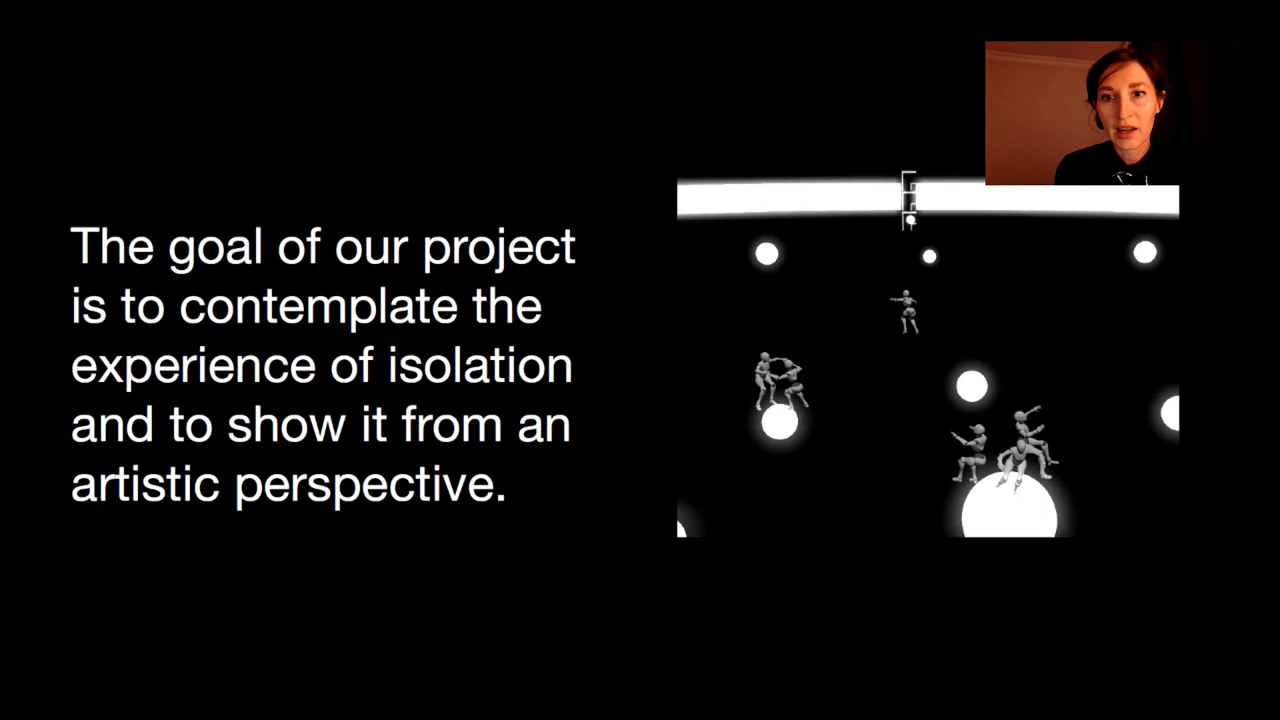 The goal of our project
is to contemplate the
experience of isolation
and to show it from an
artistic perspective.